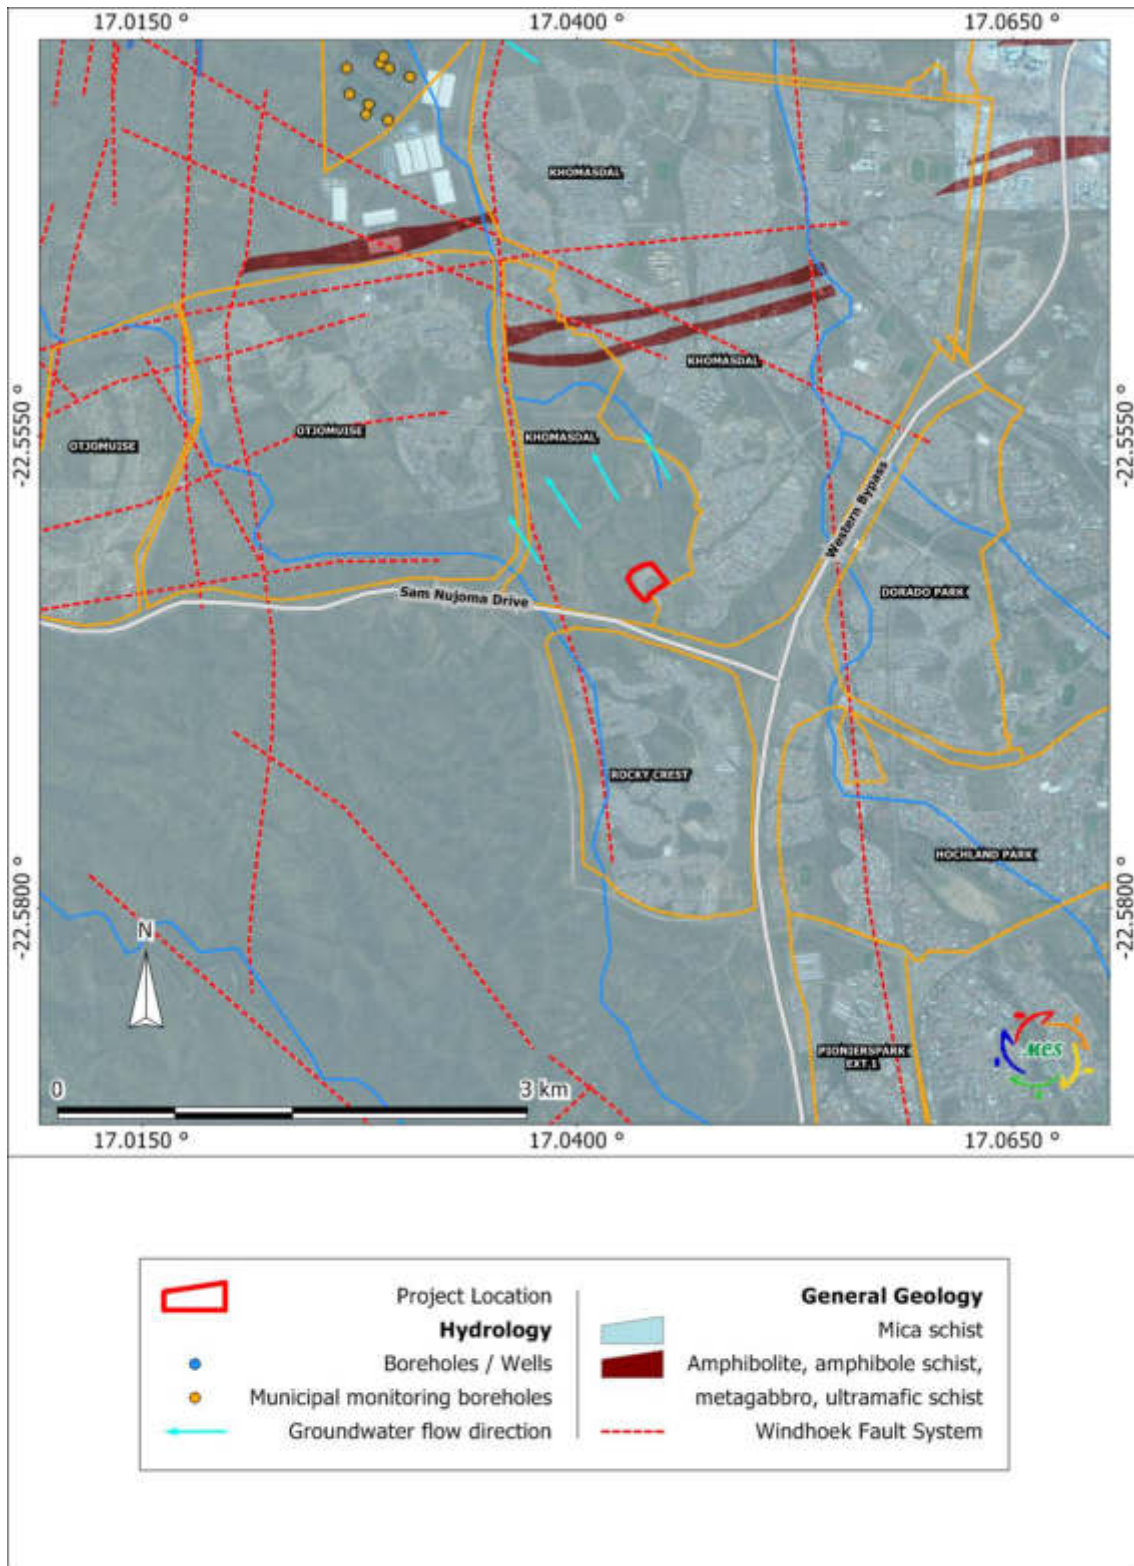 17.0150 ° 17.0400 ° 17.0650 °
KHOMASDAL
KHOMASDAL
-22.5550 ° -22.5550 °
OTJOMUISE OTJOMUISE KHOMASDAL
Western Bypass
Sam Nujoma Drive
DORADO PARK
ROCKY CREST
HOCHLAND PARK
-22.5800 ° -22.5800 °
N
PIONIERSPARK
EXT.1
MCS
0 3 km
17.0150 ° 17.0400 ° 17.0650 °
Project Location
Hydrology
Boreholes / Wells
Municipal monitoring boreholes
Groundwater flow direction
General Geology
Mica schist
Amphibolite, amphibole schist,
metagabbro, ultramafic schist
Windhoek Fault System